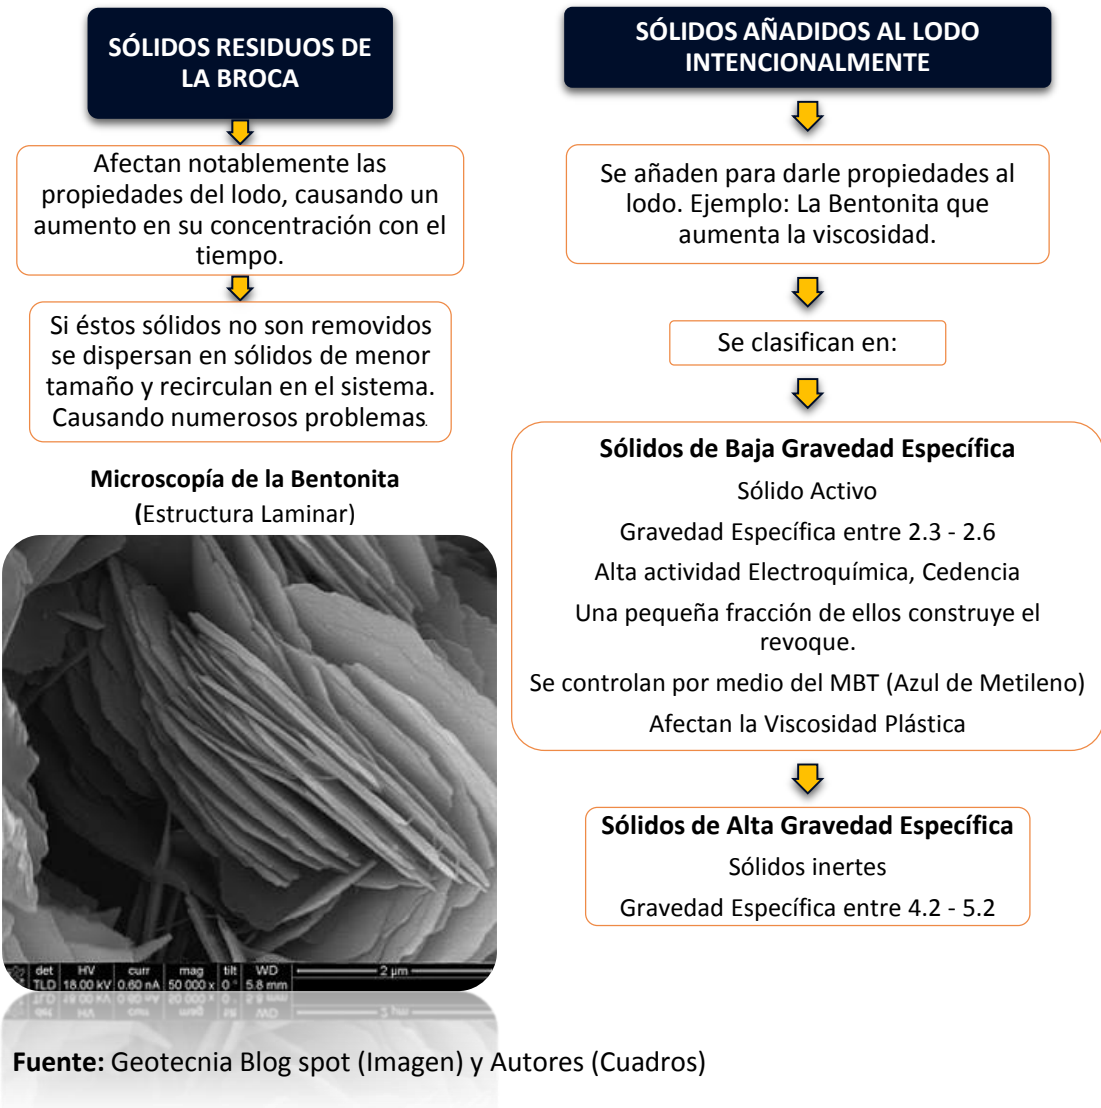 SÓLIDOS RESIDUOS DE
LA BROCA
Afectan notablemente las
propiedades del lodo, causando un
aumento en su concentración con el
tiempo.
Si éstos sólidos no son removidos
se dispersan en sólidos de menor
tamaño y recirculan en el sistema.
Causando numerosos problemas.
Microscopía de la Bentonita
(Estructura Laminar)
det HV curr mag tilt WD 2 µm
TLD 18.00 kV 0.60 nA 50 000 x 0 ° 5.8 mm
SÓLIDOS AÑADIDOS AL LODO
INTENCIONALMENTE
Se añaden para darle propiedades al
lodo. Ejemplo: La Bentonita que
aumenta la viscosidad.
Se clasifican en:
Sólidos de Baja Gravedad Específica
Sólido Activo
Gravedad Específica entre 2.3 - 2.6
Alta actividad Electroquímica, Cedencia
Una pequeña fracción de ellos construye el
revoque.
Se controlan por medio del MBT (Azul de Metileno)
Afectan la Viscosidad Plástica
Sólidos de Alta Gravedad Específica
Sólidos inertes
Gravedad Específica entre 4.2 - 5.2
Fuente: Geotecnia Blog spot (Imagen) y Autores (Cuadros)